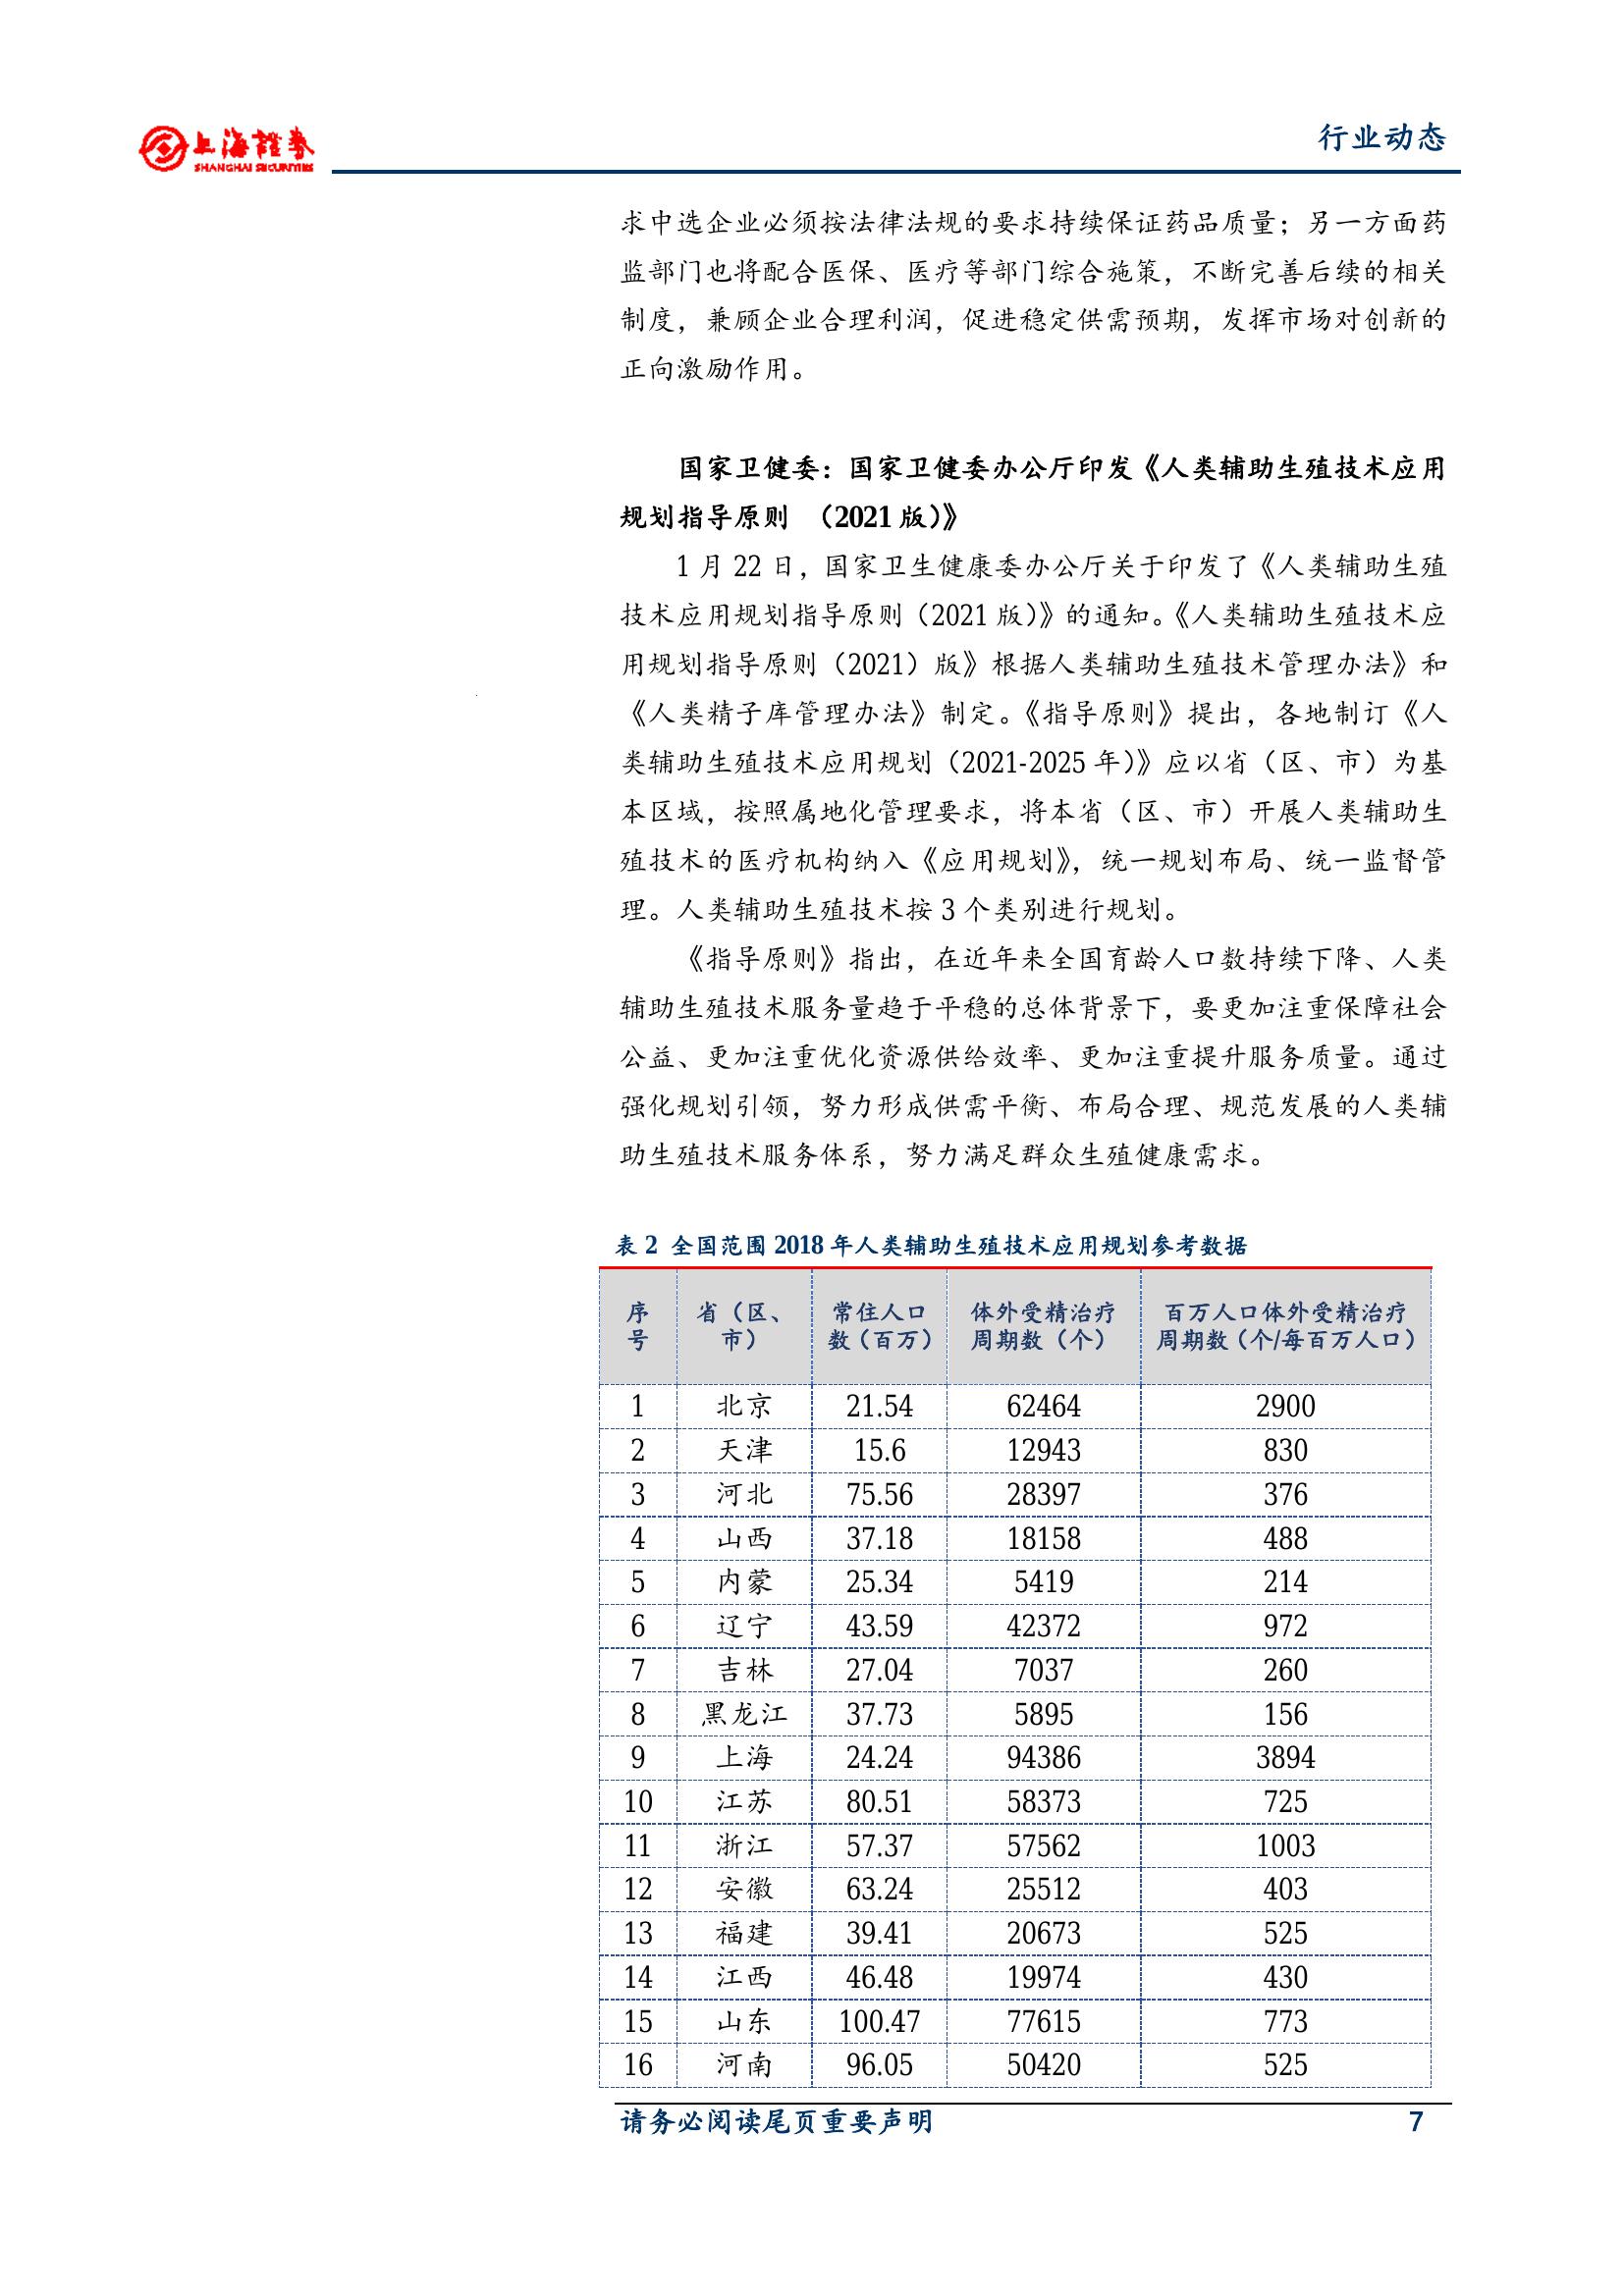 上海證券
SHANGHAI SECURITIES
行业动态
求中选企业必须按法律法规的要求持续保证药品质量；另一方面药
监部门也将配合医保、医疗等部门综合施策，不断完善后续的相关
制度，兼顾企业合理利润，促进稳定供需预期，发挥市场对创新的
正向激励作用。
国家卫健委：国家卫健委办公厅印发《人类辅助生殖技术应用
规划指导原则 （2021 版）》
1 月 22 日，国家卫生健康委办公厅关于印发了《人类辅助生殖
技术应用规划指导原则（2021 版）》的通知。《人类辅助生殖技术应
用规划指导原则（2021）版》根据人类辅助生殖技术管理办法》和
《人类精子库管理办法》制定。《指导原则》提出，各地制订《人
类辅助生殖技术应用规划（2021-2025 年）》应以省（区、市）为基
本区域，按照属地化管理要求，将本省（区、市）开展人类辅助生
殖技术的医疗机构纳入《应用规划》，统一规划布局、统一监督管
理。人类辅助生殖技术按 3 个类别进行规划。
《指导原则》指出，在近年来全国育龄人口数持续下降、人类
辅助生殖技术服务量趋于平稳的总体背景下，要更加注重保障社会
公益、更加注重优化资源供给效率、更加注重提升服务质量。通过
强化规划引领，努力形成供需平衡、布局合理、规范发展的人类辅
助生殖技术服务体系，努力满足群众生殖健康需求。
表 2 全国范围 2018 年人类辅助生殖技术应用规划参考数据
序号 省（区、市） 常住人口数（百万） 体外受精治疗周期数（个） 百万人口体外受精治疗周期数（个/每百万人口）
1 北京 21.54 62464 2900
2 天津 15.6 12943 830
3 河北 75.56 28397 376
4 山西 37.18 18158 488
5 内蒙 25.34 5419 214
6 辽宁 43.59 42372 972
7 吉林 27.04 7037 260
8 黑龙江 37.73 5895 156
9 上海 24.24 94386 3894
10 江苏 80.51 58373 725
11 浙江 57.37 57562 1003
12 安徽 63.24 25512 403
13 福建 39.41 20673 525
14 江西 46.48 19974 430
15 山东 100.47 77615 773
16 河南 96.05 50420 525
请务必阅读尾页重要声明 7